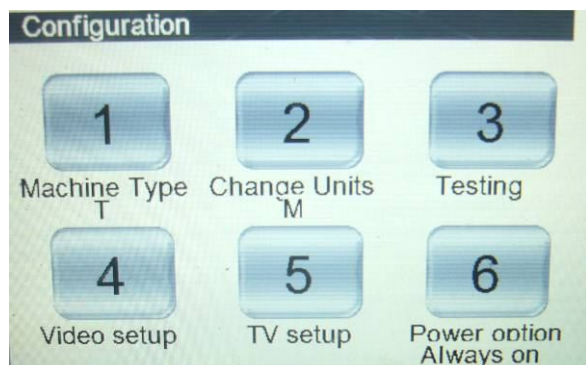 Configuration
1 2 3
Machine Type Change Units Testing
T M
4 5 6
Video setup TV setup Power option
Always on